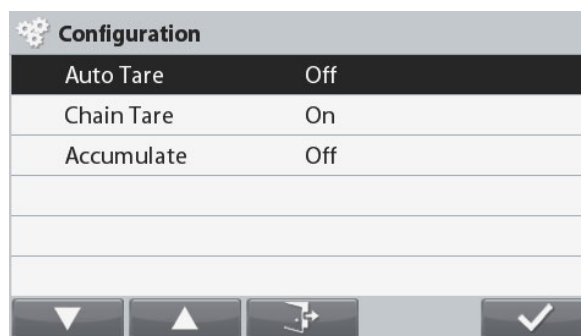 Configuration
Auto Tare Off
Chain Tare On
Accumulate Off